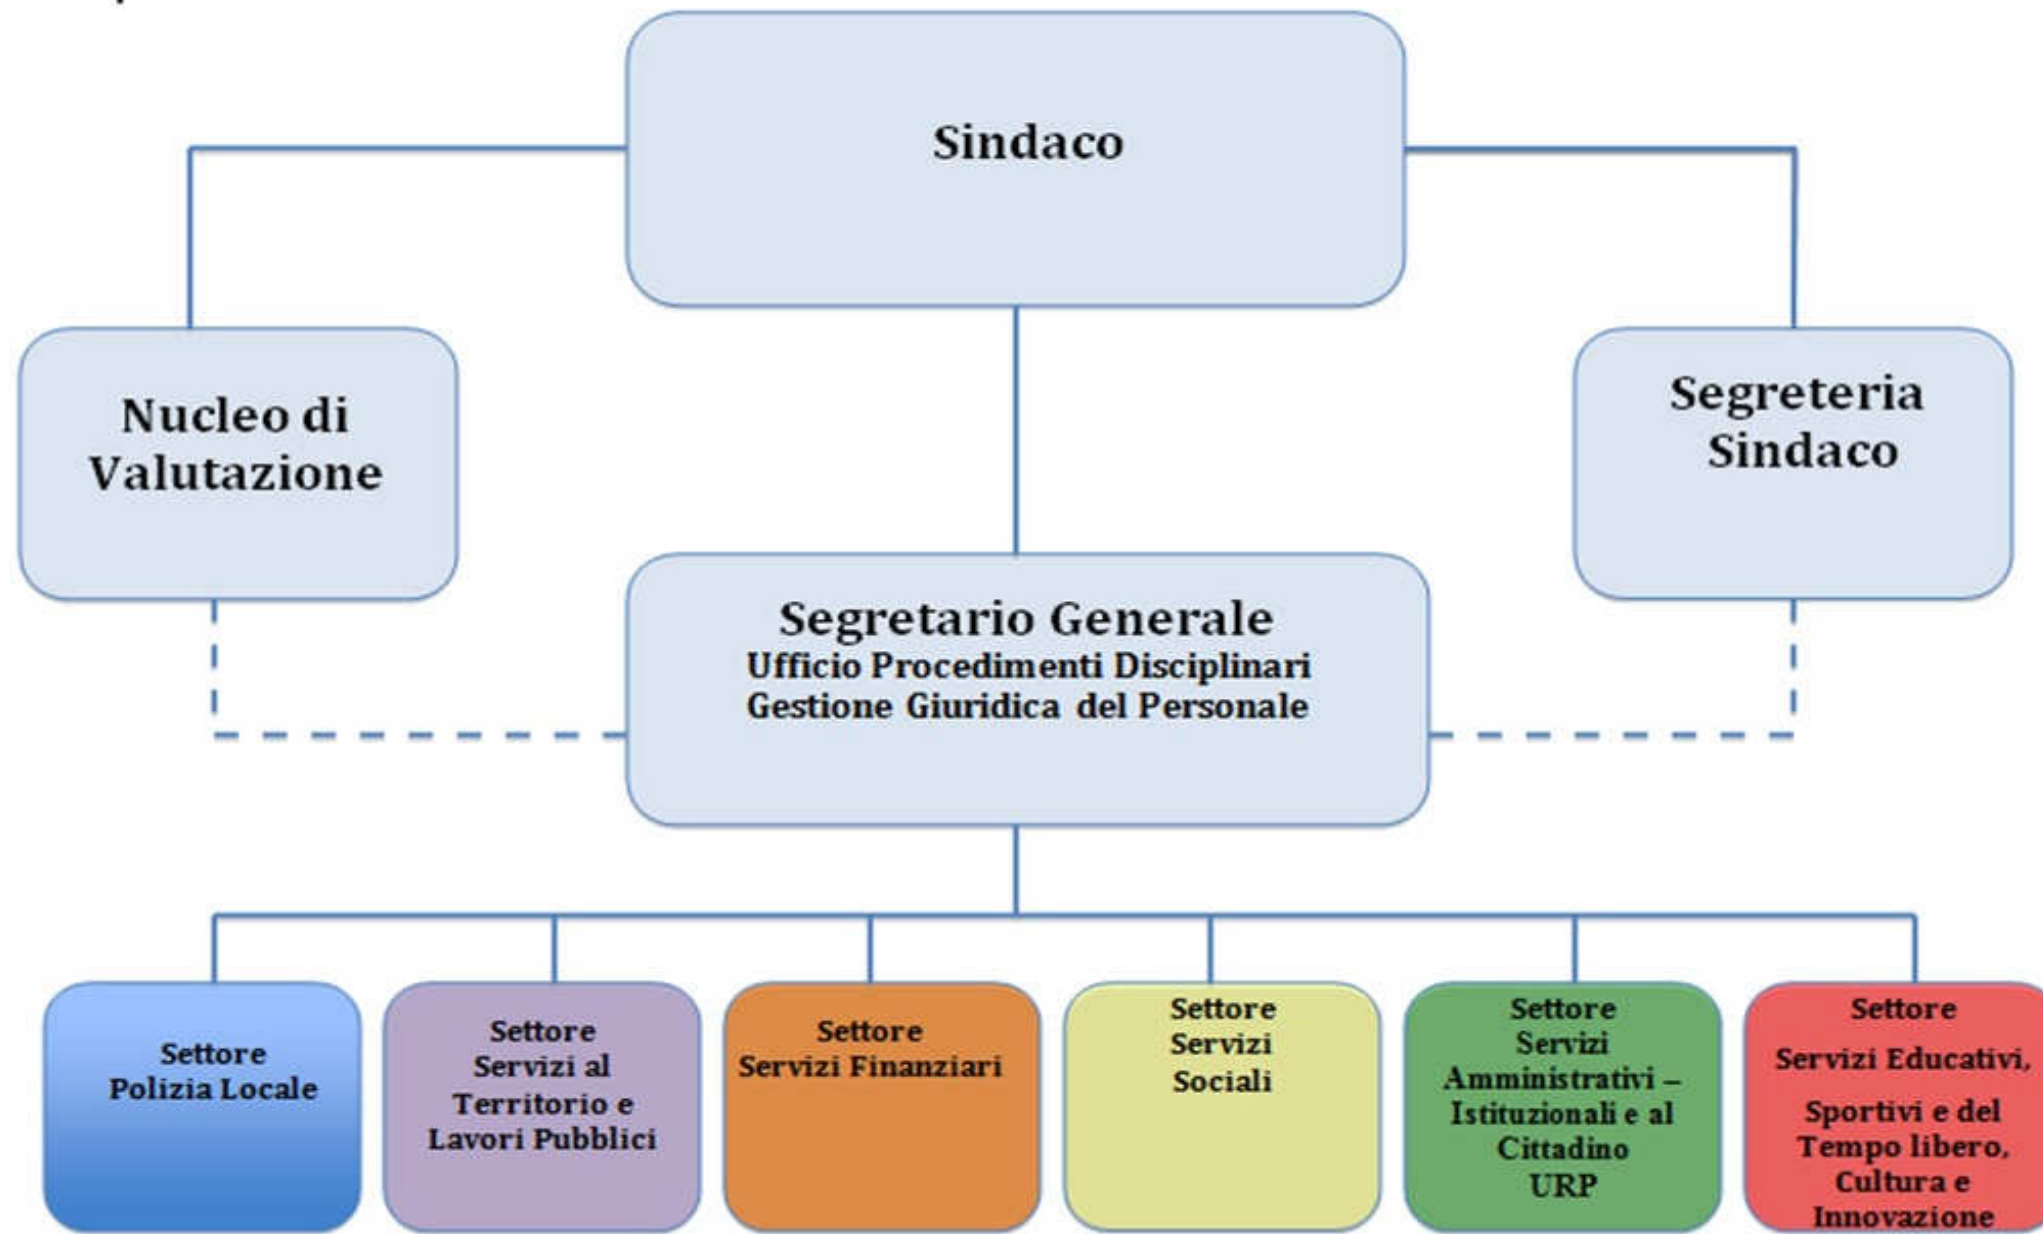 Sindaco
Nucleo di
Valutazione
Segreteria
Sindaco
Segretario Generale
Ufficio Procedimenti Disciplinari
Gestione Giuridica del Personale
Settore
Polizia Locale
Settore
Servizi al
Territorio e
Lavori Pubblici
Settore
Servizi Finanziari
Settore
Servizi
Sociali
Settore
Servizi
Amministrativi –
Istituzionali e al
Cittadino
URP
Settore
Servizi Educativi,
Sportivi e del
Tempo libero,
Cultura e
Innovazione